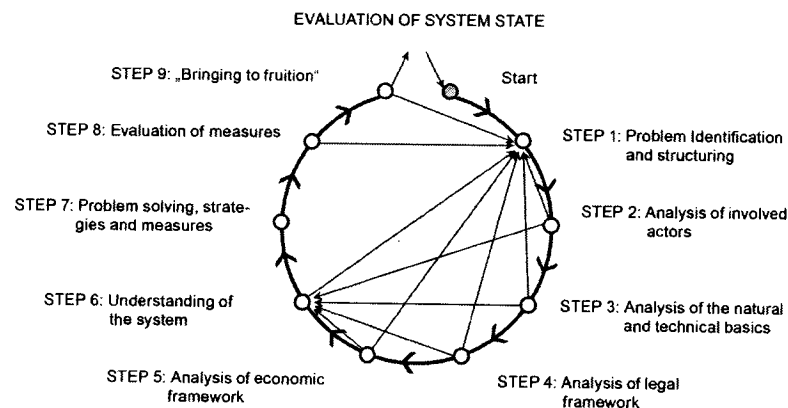 EVALUATION OF SYSTEM STATE
STEP 9: „Bringing to fruition“
Start
STEP 8: Evaluation of measures
STEP 1: Problem Identification
and structuring
STEP 7: Problem solving, strate-
gies and measures
STEP 2: Analysis of involved
actors
STEP 6: Understanding of
the system
STEP 3: Analysis of the natural
and technical basics
STEP 5: Analysis of economic
framework
STEP 4: Analysis of legal
framework